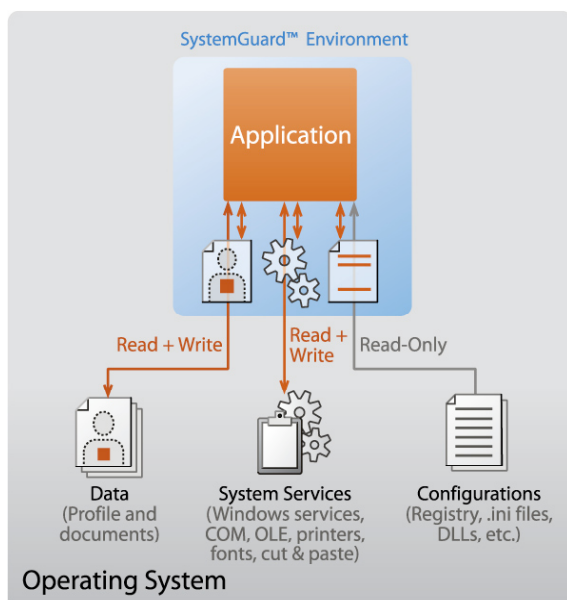 SystemGuard™ Environment
Application
Read + Write
Read +
Write
Read-Only
Data
(Profile and
documents)
System Services
(Windows services,
COM, OLE, printers,
fonts, cut & paste)
Configurations
(Registry, .ini files,
DLLs, etc.)
Operating System